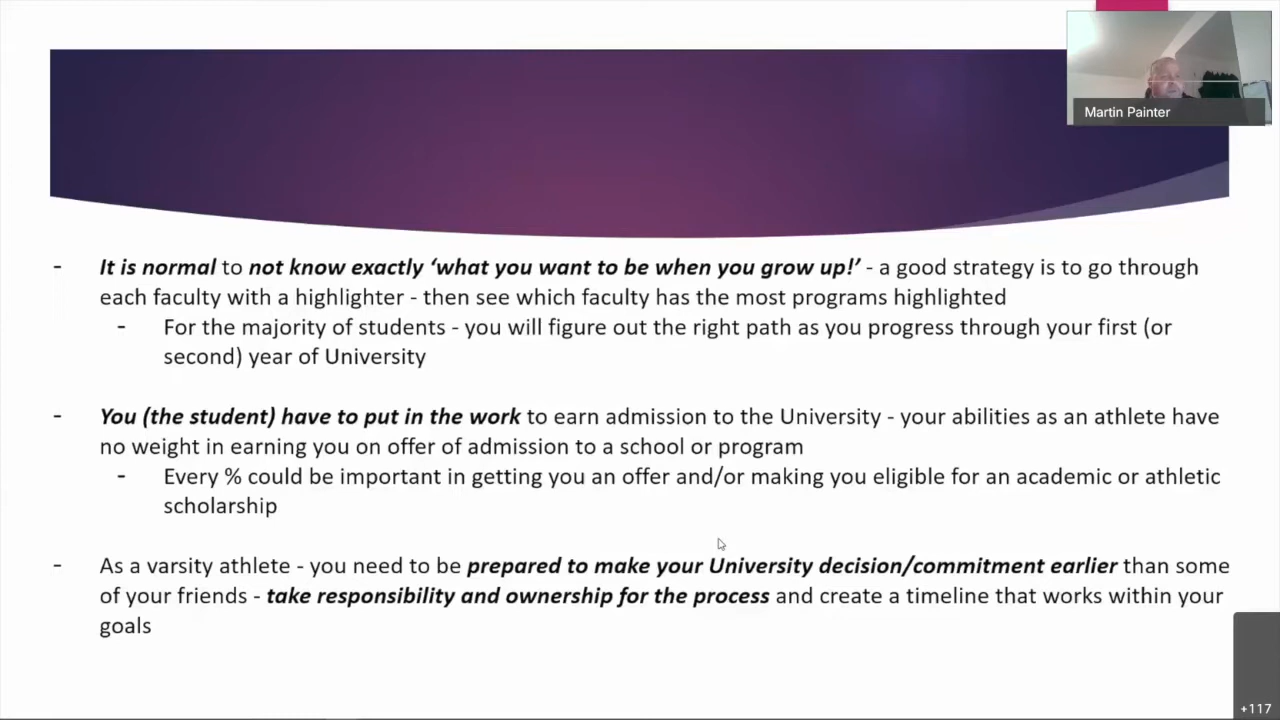 Martin Painter
- It is normal to not know exactly ‘what you want to be when you grow up!’ - a good strategy is to go through
each faculty with a highlighter - then see which faculty has the most programs highlighted
- For the majority of students - you will figure out the right path as you progress through your first (or
second) year of University
- You (the student) have to put in the work to earn admission to the University - your abilities as an athlete have
no weight in earning you on offer of admission to a school or program
- Every % could be important in getting you an offer and/or making you eligible for an academic or athletic
scholarship
- As a varsity athlete - you need to be prepared to make your University decision/commitment earlier than some
of your friends - take responsibility and ownership for the process and create a timeline that works within your
goals
+117